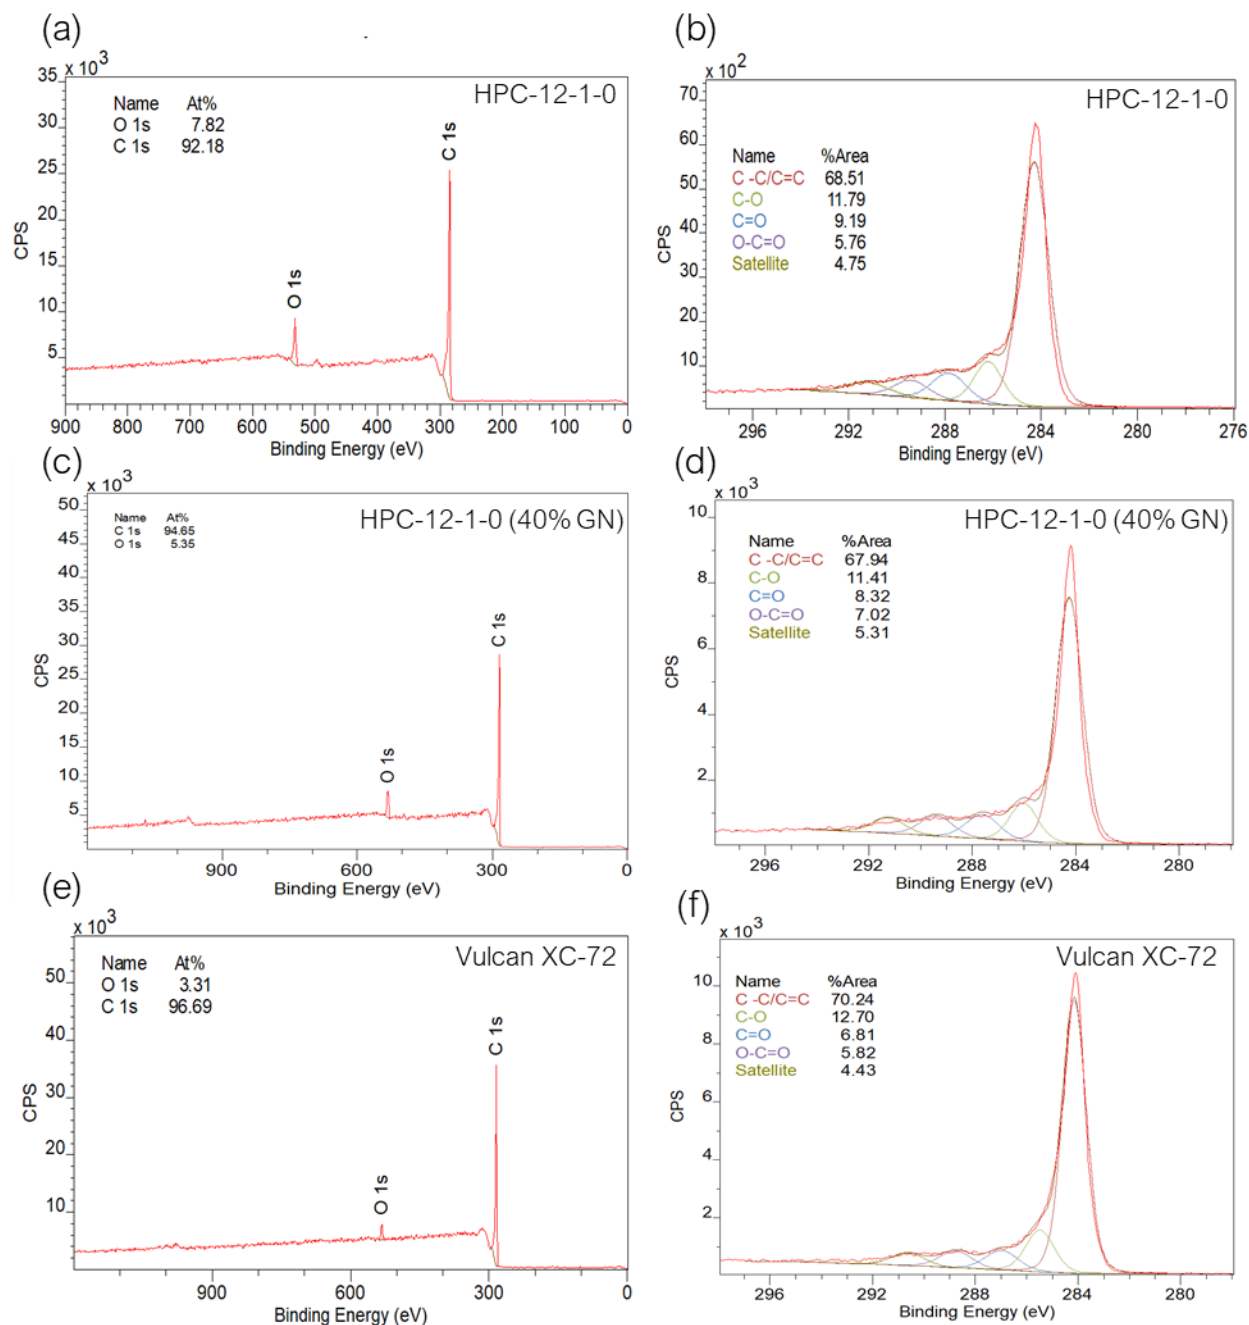 (a)
x 10³
HPC-12-1-0
Name At%
O 1s 7.82
C 1s 92.18
O 1s
C 1s
CPS
35
30
25
20
15
10
5
900 800 700 600 500 400 300 200 100 0
Binding Energy (eV)
(b)
x 10²
HPC-12-1-0
Name %Area
C -C/C=C 68.51
C-O 11.79
C=O 9.19
O-C=O 5.76
Satellite 4.75
CPS
70
60
50
40
30
20
10
296 292 288 284 280 276
Binding Energy (eV)
(c)
x 10³
HPC-12-1-0 (40% GN)
Name At%
C 1s 94.65
O 1s 5.35
O 1s
C 1s
CPS
50
45
40
35
30
25
20
15
10
5
900 600 300 0
Binding Energy (eV)
(d)
x 10³
HPC-12-1-0 (40% GN)
Name %Area
C -C/C=C 67.94
C-O 11.41
C=O 8.32
O-C=O 7.02
Satellite 5.31
CPS
10
8
6
4
2
296 292 288 284 280
Binding Energy (eV)
(e)
x 10³
Vulcan XC-72
Name At%
O 1s 3.31
C 1s 96.69
O 1s
C 1s
CPS
50
40
30
20
10
900 600 300 0
Binding Energy (eV)
(f)
x 10³
Vulcan XC-72
Name %Area
C -C/C=C 70.24
C-O 12.70
C=O 6.81
O-C=O 5.82
Satellite 4.43
CPS
10
8
6
4
2
296 292 288 284 280
Binding Energy (eV)